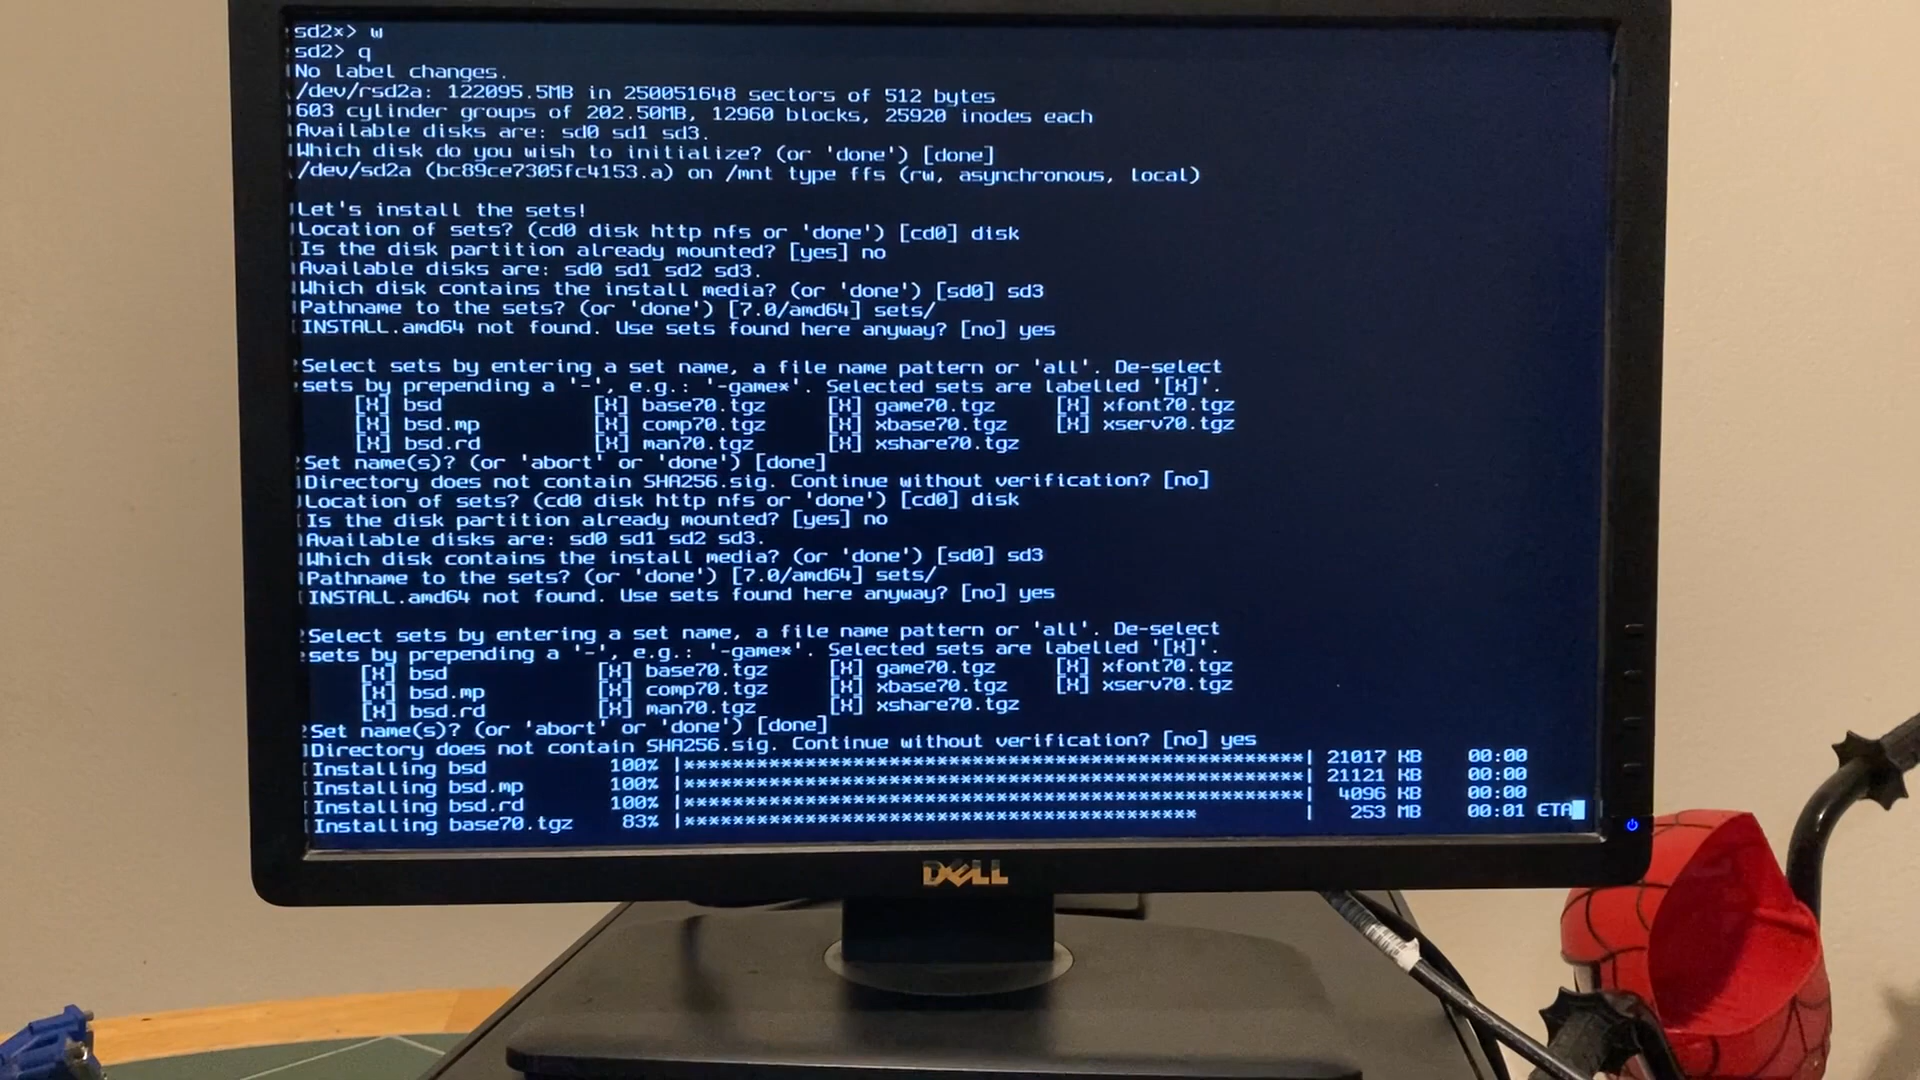 sd2x> w
sd2> q
No label changes.
/dev/rsd2a: 122095.5MB in 250051648 sectors of 512 bytes
603 cylinder groups of 202.50MB, 12960 blocks, 25920 inodes each
Available disks are: sd0 sd1 sd3.
Which disk do you wish to initialize? (or 'done') [done]
/dev/sd2a (bc89ce7305fc4153.a) on /mnt type ffs (rw, asynchronous, local)
Let's install the sets!
Location of sets? (cd0 disk http nfs or 'done') [cd0] disk
Is the disk partition already mounted? [yes] no
Available disks are: sd0 sd1 sd2 sd3.
Which disk contains the install media? (or 'done') [sd0] sd3
Pathname to the sets? (or 'done') [7.0/amd64] sets/
INSTALL.amd64 not found. Use sets found here anyway? [no] yes
Select sets by entering a set name, a file name pattern or 'all'. De-select
sets by prepending a '-', e.g.: '-game*'. Selected sets are labelled '[X]'.
[X] bsd [X] base70.tgz [X] game70.tgz [X] xfont70.tgz
[X] bsd.mp [X] comp70.tgz [X] xbase70.tgz [X] xserv70.tgz
[X] bsd.rd [X] man70.tgz [X] xshare70.tgz
Set name(s)? (or 'abort' or 'done') [done]
Directory does not contain SHA256.sig. Continue without verification? [no]
Location of sets? (cd0 disk http nfs or 'done') [cd0] disk
Is the disk partition already mounted? [yes] no
Available disks are: sd0 sd1 sd2 sd3.
Which disk contains the install media? (or 'done') [sd0] sd3
Pathname to the sets? (or 'done') [7.0/amd64] sets/
INSTALL.amd64 not found. Use sets found here anyway? [no] yes
Select sets by entering a set name, a file name pattern or 'all'. De-select
sets by prepending a '-', e.g.: '-game*'. Selected sets are labelled '[X]'.
[X] bsd [X] base70.tgz [X] game70.tgz [X] xfont70.tgz
[X] bsd.mp [X] comp70.tgz [X] xbase70.tgz [X] xserv70.tgz
[X] bsd.rd [X] man70.tgz [X] xshare70.tgz
Set name(s)? (or 'abort' or 'done') [done]
Directory does not contain SHA256.sig. Continue without verification? [no] yes
Installing bsd 100% |**************************************************| 21017 KB 00:00
Installing bsd.mp 100% |**************************************************| 21121 KB 00:00
Installing bsd.rd 100% |**************************************************| 4096 KB 00:00
Installing base70.tgz 83% |***************************************** | 253 MB 00:01 ETA
DELL